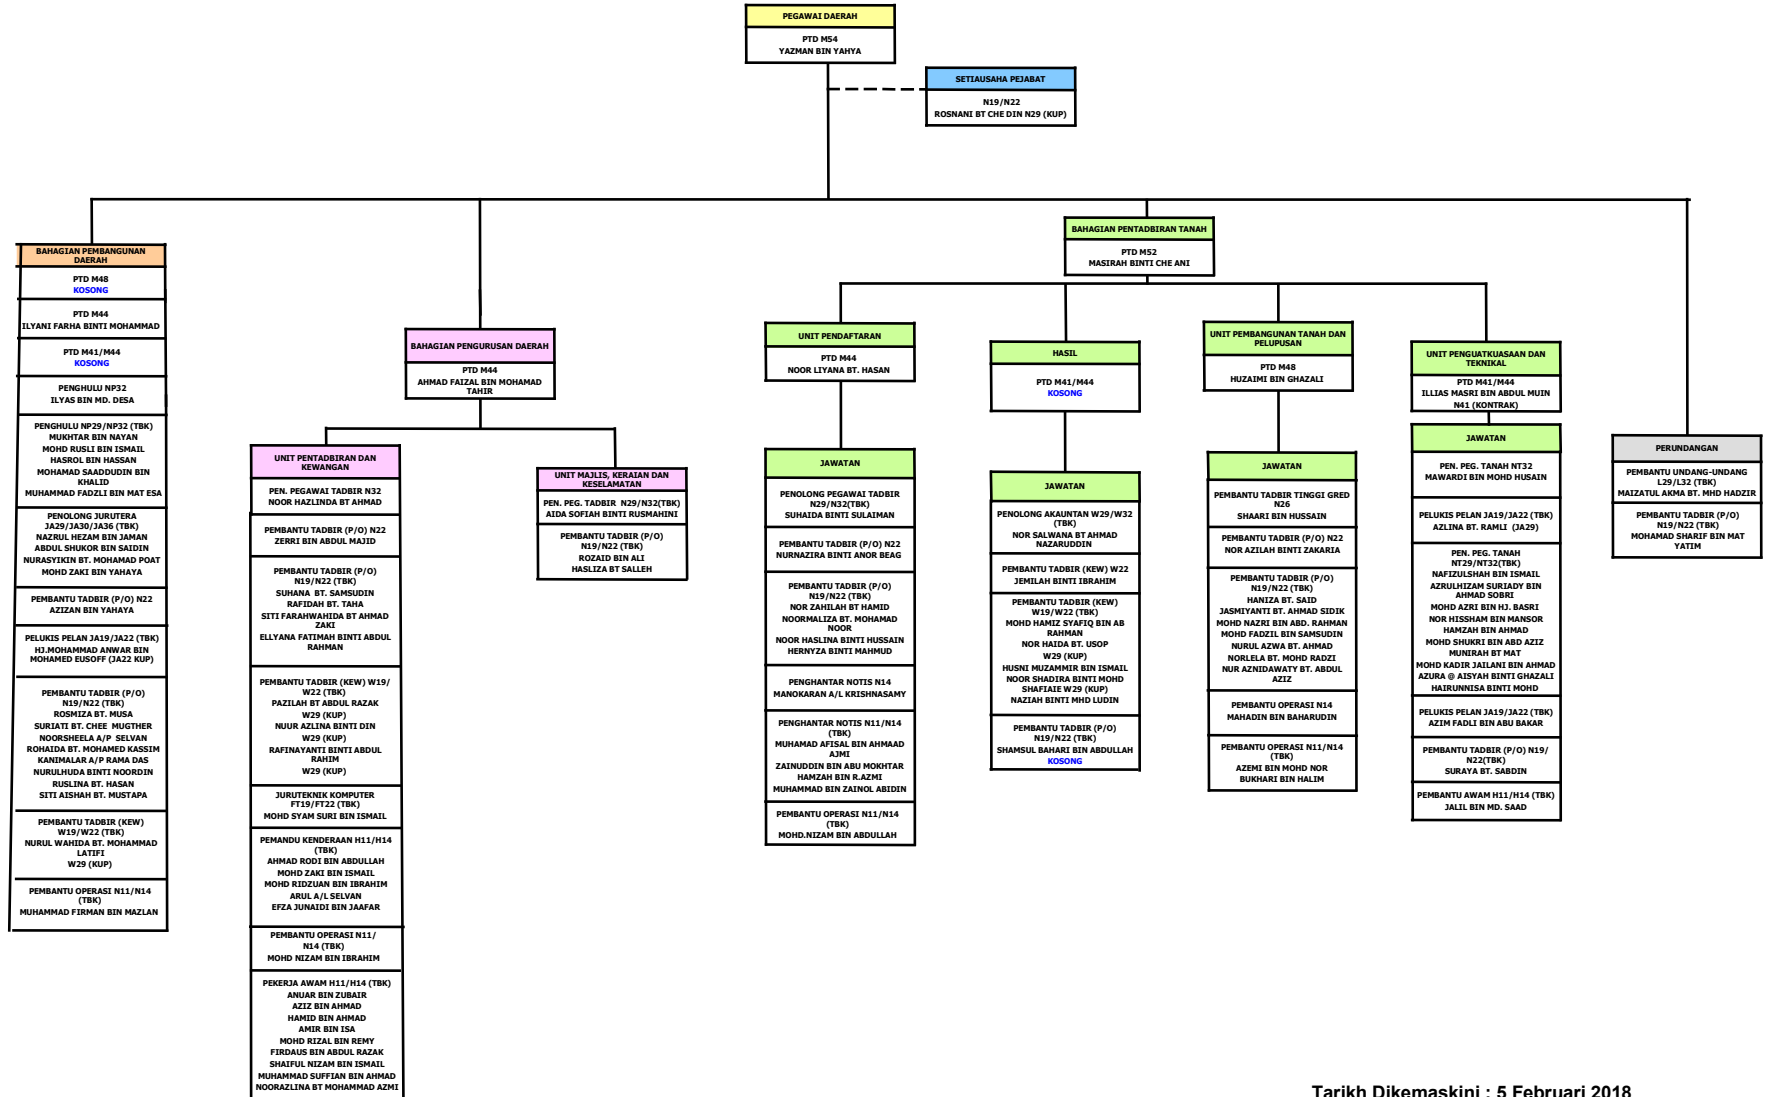 PEGAWAI DAERAH
PTD M54
YAZMAN BIN YAHYA
SETIAUSAHA PEJABAT
N19/N22
ROSNANI BT CHE DIN N29 (KUP)
BAHAGIAN PEMBANGUNAN
DAERAH
PTD M48
KOSONG
PTD M44
ILYANI FARHA BINTI MOHAMMAD
PTD M41/M44
KOSONG
PENGHULU NP32
ILYAS BIN MD. DESA
PENGHULU NP29/NP32 (TBK)
MUKHTAR BIN NAYAN
MOHD RUSLI BIN ISMAIL
HASROL BIN HASSAN
MOHAMAD SAADDUDIN BIN
KHALID
MUHAMMAD FADZLI BIN MAT ESA
PENOLONG JURUTERA
JA29/JA30/JA36 (TBK)
NAZRUL HEZAM BIN JAMAN
ABDUL SHUKOR BIN SAIDIN
NURASYIKIN BT. MOHAMAD POAT
MOHD ZAKI BIN YAHAYA
PEMBANTU TADBIR (P/O) N22
AZIZAN BIN YAHAYA
PELUKIS PELAN JA19/JA22 (TBK)
HJ.MOHAMMAD ANWAR BIN
MOHAMED EUSOFF (JA22 KUP)
PEMBANTU TADBIR (P/O)
N19/N22 (TBK)
ROSMIZA BT. MUSA
SURIATI BT. CHEE  MUGTHER
NOORSHEELA A/P  SELVAN
ROHAIDA BT. MOHAMED KASSIM
KANIMALAR A/P RAMA DAS
NURULHUDA BINTI NOORDIN
RUSLINA BT. HASAN
SITI AISHAH BT. MUSTAPA
PEMBANTU TADBIR (KEW)
W19/W22 (TBK)
NURUL WAHIDA BT. MOHAMMAD
LATIFI
W29 (KUP)
PEMBANTU OPERASI N11/N14
(TBK)
MUHAMMAD FIRMAN BIN MAZLAN
BAHAGIAN PENGURUSAN DAERAH
PTD M44
AHMAD FAIZAL BIN MOHAMAD
TAHIR
UNIT PENTADBIRAN DAN
KEWANGAN
PEN. PEGAWAI TADBIR N32
NOOR HAZLINDA BT AHMAD
PEMBANTU TADBIR (P/O) N22
ZERRI BIN ABDUL MAJID
PEMBANTU TADBIR (P/O)
N19/N22 (TBK)
SUHANA  BT. SAMSUDIN
RAFIDAH BT. TAHA
SITI FARAHWAHIDA BT AHMAD
ZAKI
ELLYANA FATIMAH BINTI ABDUL
RAHMAN
PEMBANTU TADBIR (KEW) W19/
W22 (TBK)
PAZILAH BT ABDUL RAZAK
W29 (KUP)
NUUR AZLINA BINTI DIN
W29 (KUP)
RAFINAYANTI BINTI ABDUL
RAHIM
W29 (KUP)
JURUTEKNIK KOMPUTER
FT19/FT22 (TBK)
MOHD SYAM SURI BIN ISMAIL
PEMANDU KENDERAAN H11/H14
(TBK)
AHMAD RODI BIN ABDULLAH
MOHD ZAKI BIN ISMAIL
MOHD RIDZUAN BIN IBRAHIM
ARUL A/L SELVAN
EFZA JUNAIDI BIN JAAFAR
PEMBANTU OPERASI N11/
N14 (TBK)
MOHD NIZAM BIN IBRAHIM
PEKERJA AWAM H11/H14 (TBK)
ANUAR BIN ZUBAIR
AZIZ BIN AHMAD
HAMID BIN AHMAD
AMIR BIN ISA
MOHD RIZAL BIN REMY
FIRDAUS BIN ABDUL RAZAK
SHAIFUL NIZAM BIN ISMAIL
MUHAMMAD SUFFIAN BIN AHMAD
NOORAZLINA BT MOHAMMAD AZMI
UNIT MAJLIS, KERAIAN DAN
KESELAMATAN
PEN. PEG. TADBIR  N29/N32(TBK)
AIDA SOFIAH BINTI RUSMAHINI
PEMBANTU TADBIR (P/O)
N19/N22 (TBK)
ROZAID BIN ALI
HASLIZA BT SALLEH
BAHAGIAN PENTADBIRAN TANAH
PTD M52
MASIRAH BINTI CHE ANI
UNIT PENDAFTARAN
PTD M44
NOOR LIYANA BT. HASAN
JAWATAN
PENOLONG PEGAWAI TADBIR
N29/N32(TBK)
SUHAIDA BINTI SULAIMAN
PEMBANTU TADBIR (P/O) N22
NURNAZIRA BINTI ANOR BEAG
PEMBANTU TADBIR (P/O)
N19/N22 (TBK)
NOR ZAHILAH BT HAMID
NOORMALIZA BT. MOHAMAD
NOOR
NOOR HASLINA BINTI HUSSAIN
HERNYZA BINTI MAHMUD
PENGHANTAR NOTIS N14
MANOKARAN A/L KRISHNASAMY
PENGHANTAR NOTIS N11/N14
(TBK)
MUHAMAD AFISAL BIN AHMAAD
AJMI
ZAINUDDIN BIN ABU MOKHTAR
HAMZAH BIN R.AZMI
MUHAMMAD BIN ZAINOL ABIDIN
PEMBANTU OPERASI N11/N14
(TBK)
MOHD.NIZAM BIN ABDULLAH
HASIL
PTD M41/M44
KOSONG
JAWATAN
PENOLONG AKAUNTAN W29/W32
(TBK)
NOR SALWANA BT AHMAD
NAZARUDDIN
PEMBANTU TADBIR (KEW) W22
JEMILAH BINTI IBRAHIM
PEMBANTU TADBIR (KEW)
W19/W22 (TBK)
MOHD HAMIZ SYAFIQ BIN AB
RAHMAN
NOR HAIDA BT. USOP
W29 (KUP)
HUSNI MUZAMMIR BIN ISMAIL
NOOR SHADIRA BINTI MOHD
SHAFIAIE W29 (KUP)
NAZIAH BINTI MHD LUDIN
PEMBANTU TADBIR (P/O)
N19/N22 (TBK)
SHAMSUL BAHARI BIN ABDULLAH
KOSONG
UNIT PEMBANGUNAN TANAH DAN
PELUPUSAN
PTD M48
HUZAIMI BIN GHAZALI
JAWATAN
PEMBANTU TADBIR TINGGI GRED
N26
SHAARI BIN HUSSAIN
PEMBANTU TADBIR (P/O) N22
NOR AZILAH BINTI ZAKARIA
PEMBANTU TADBIR (P/O)
N19/N22 (TBK)
HANIZA BT. SAID
JASMIYANTI BT. AHMAD SIDIK
MOHD NAZRI BIN ABD. RAHMAN
MOHD FADZIL BIN SAMSUDIN
NURUL AZWA BT. AHMAD
NORLELA BT. MOHD RADZI
NUR AZNIDAWATY BT. ABDUL
AZIZ
PEMBANTU OPERASI N14
MAHADIN BIN BAHARUDIN
PEMBANTU OPERASI N11/N14
(TBK)
AZEMI BIN MOHD NOR
BUKHARI BIN HALIM
UNIT PENGUATKUASAAN DAN
TEKNIKAL
PTD M41/M44
ILLIAS MASRI BIN ABDUL MUIN
N41 (KONTRAK)
JAWATAN
PEN. PEG. TANAH NT32
MAWARDI BIN MOHD HUSAIN
PELUKIS PELAN JA19/JA22 (TBK)
AZLINA BT. RAMLI  (JA29)
PEN. PEG. TANAH
NT29/NT32(TBK)
NAFIZULSHAH BIN ISMAIL
AZRULHIZAM SURIADY BIN
AHMAD SOBRI
MOHD AZRI BIN HJ. BASRI
NOR HISSHAM BIN MANSOR
HAMZAH BIN AHMAD
MOHD SHUKRI BIN ABD AZIZ
MUNIRAH BT MAT
MOHD KADIR JAILANI BIN AHMAD
AZURA @ AISYAH BINTI GHAZALI
HAIRUNNISA BINTI MOHD
PELUKIS PELAN JA19/JA22 (TBK)
AZIM FADLI BIN ABU BAKAR
PEMBANTU TADBIR (P/O) N19/
N22(TBK)
SURAYA BT. SABDIN
PEMBANTU AWAM H11/H14 (TBK)
JALIL BIN MD. SAAD
PERUNDANGAN
PEMBANTU UNDANG-UNDANG
L29/L32 (TBK)
MAIZATUL AKMA BT. MHD HADZIR
PEMBANTU TADBIR (P/O)
N19/N22 (TBK)
MOHAMAD SHARIF BIN MAT
YATIM
Tarikh Dikemaskini : 5 Februari 2018